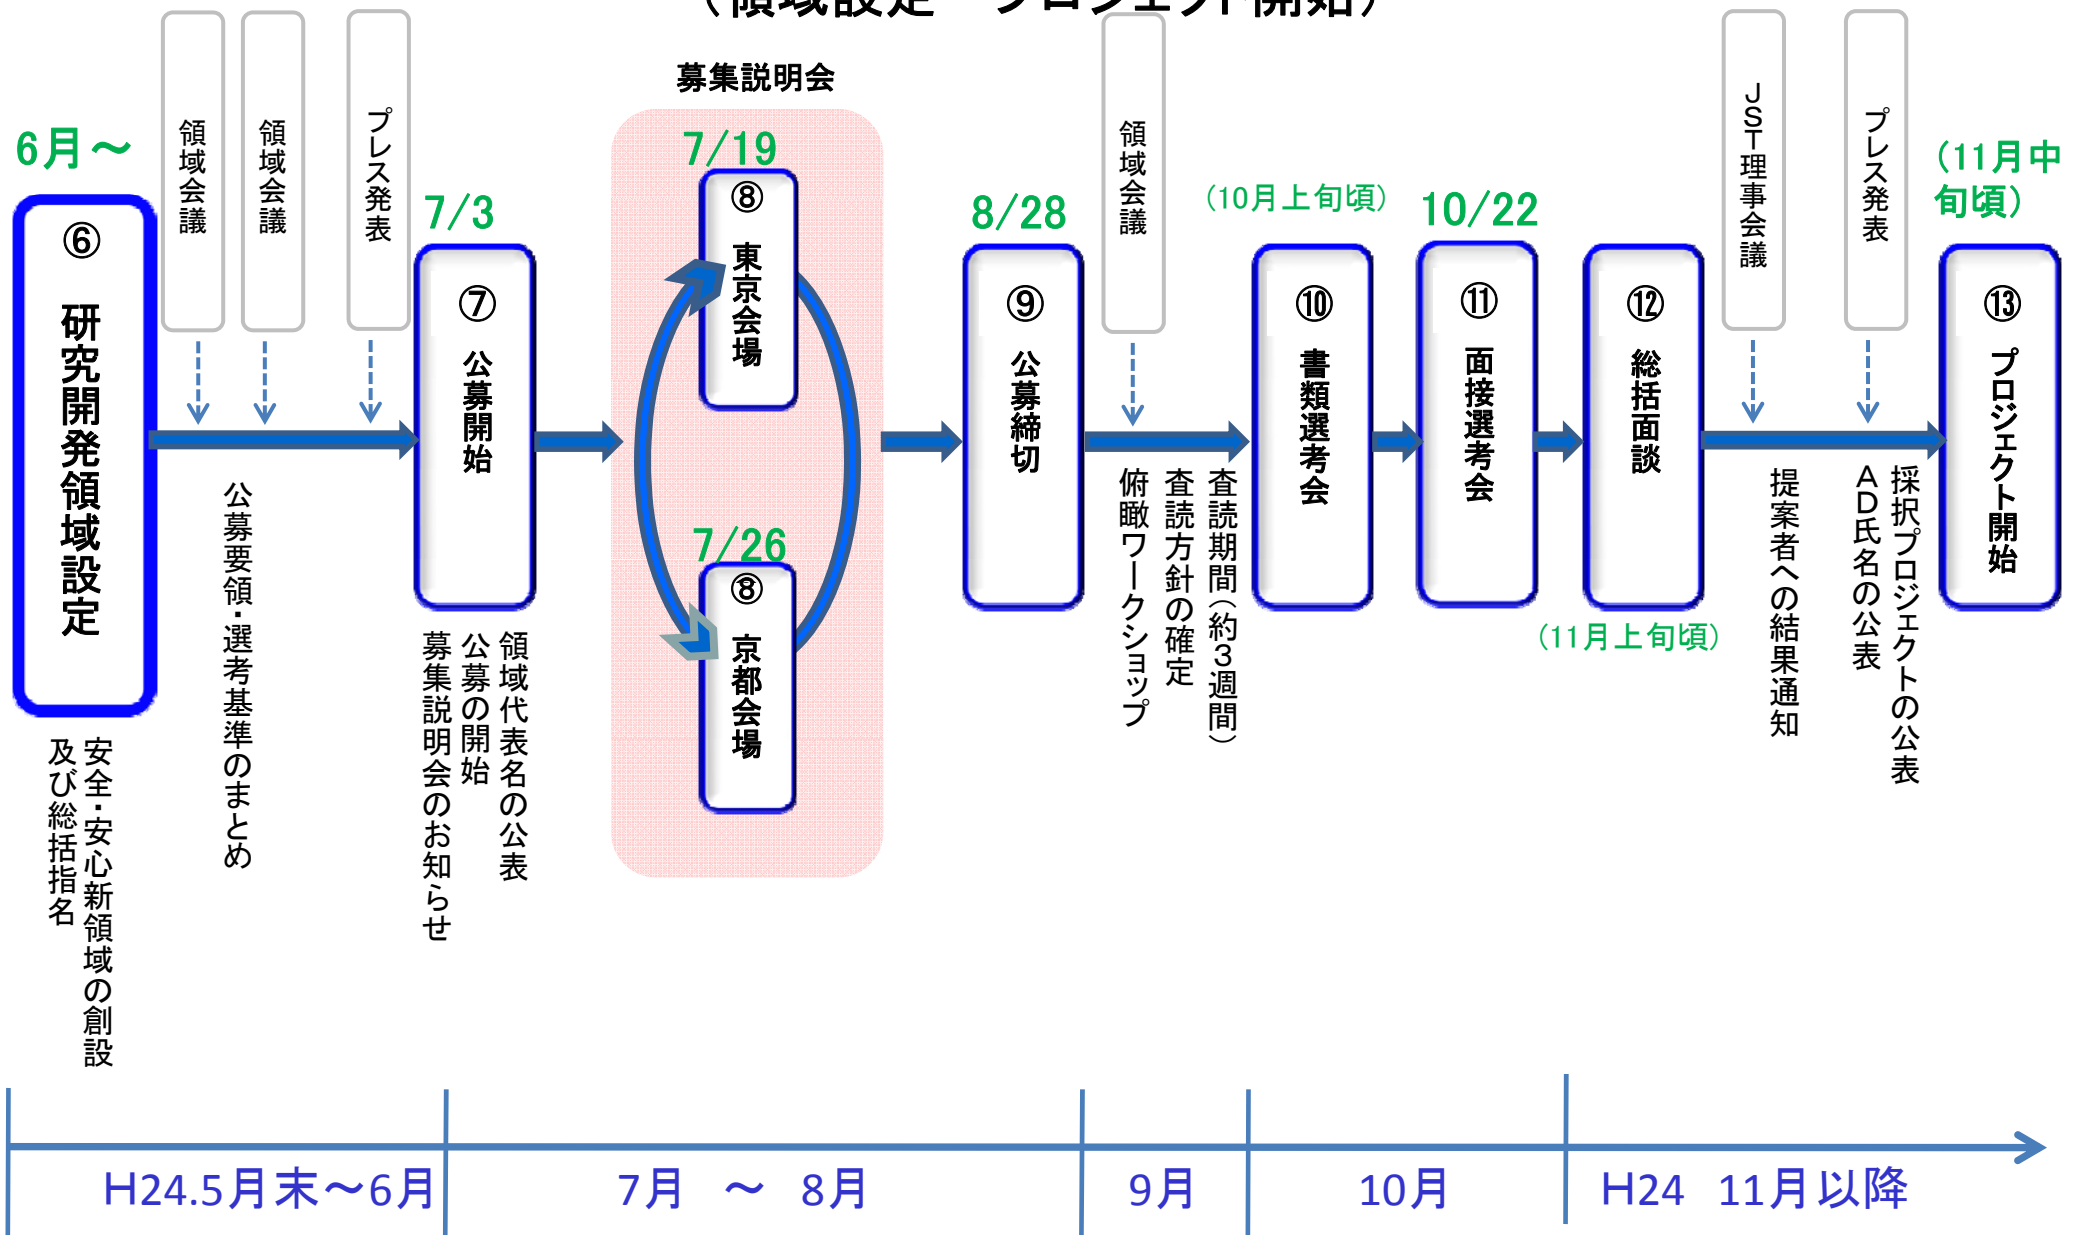 (領域設定 プロジェクト開始)
募集説明会
6月～
⑥ 研究開発領域設定
安全・安心新領域の創設
及び総括指名
領域会議
領域会議
プレス発表
公募要領・選考基準のまとめ
7/3
⑦ 公募開始
領域代表名の公表
公募の開始
募集説明会のお知らせ
7/19
⑧ 東京会場
7/26
⑧ 京都会場
8/28
⑨ 公募締切
領域会議
査読期間(約3週間)
査読方針の確定
俯瞰ワークショップ
(10月上旬頃)
⑩ 書類選考会
10/22
⑪ 面接選考会
⑫ 総括面談
(11月上旬頃)
JST理事会議
プレス発表
提案者への結果通知
採択プロジェクトの公表
AD氏名の公表
(11月中
旬頃)
⑬ プロジェクト開始
H24.5月末～6月
7月 ～ 8月
9月
10月
H24 11月以降